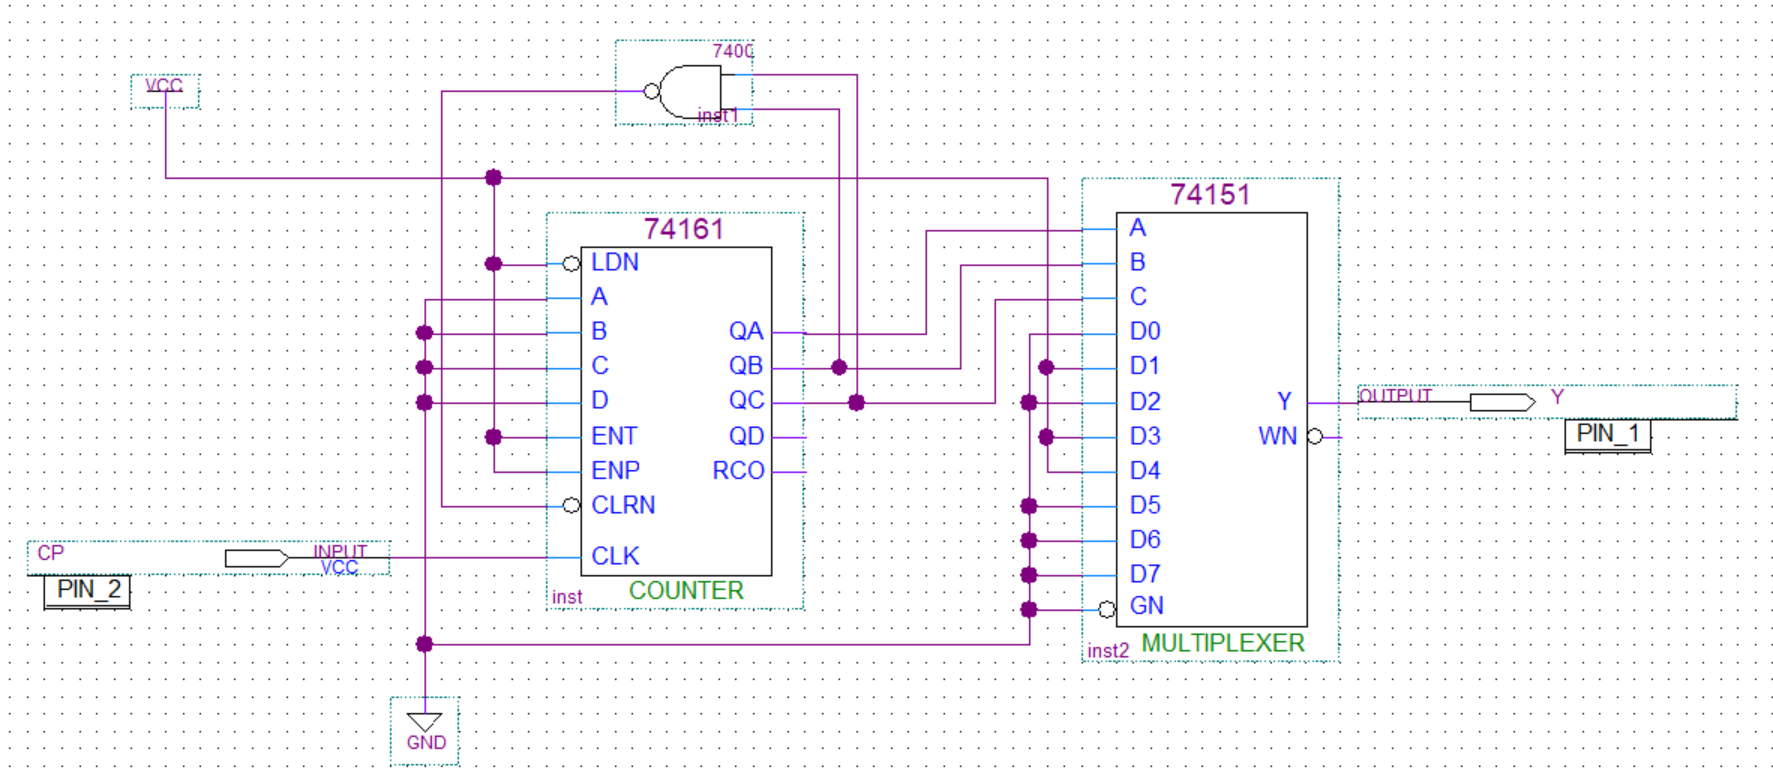 7400
inst1
VCC
74161
LDN
A
B
C
D
ENT
ENP
CLRN
CLK
QA
QB
QC
QD
RCO
COUNTER
inst
74151
A
B
C
D0
D1
D2
D3
D4
D5
D6
D7
GN
Y
WN
MULTIPLEXER
inst2
OUTPUT Y
PIN_1
CP INPUT
VCC
PIN_2
GND